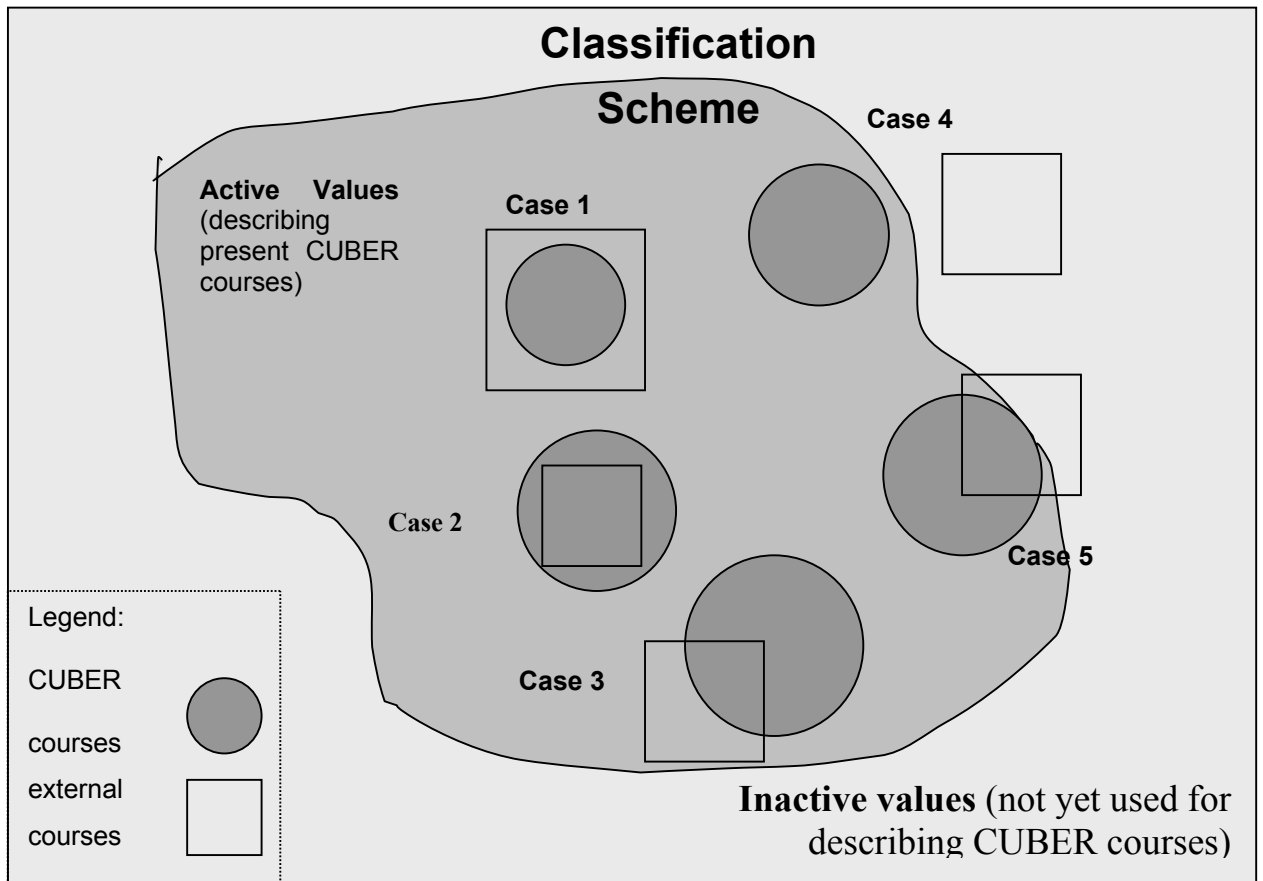 Classification
Scheme
Case 4
Active Values
(describing
present CUBER
courses)
Case 1
Case 2
Case 5
Case 3
Legend:
CUBER
courses
external
courses
Inactive values (not yet used for
describing CUBER courses)